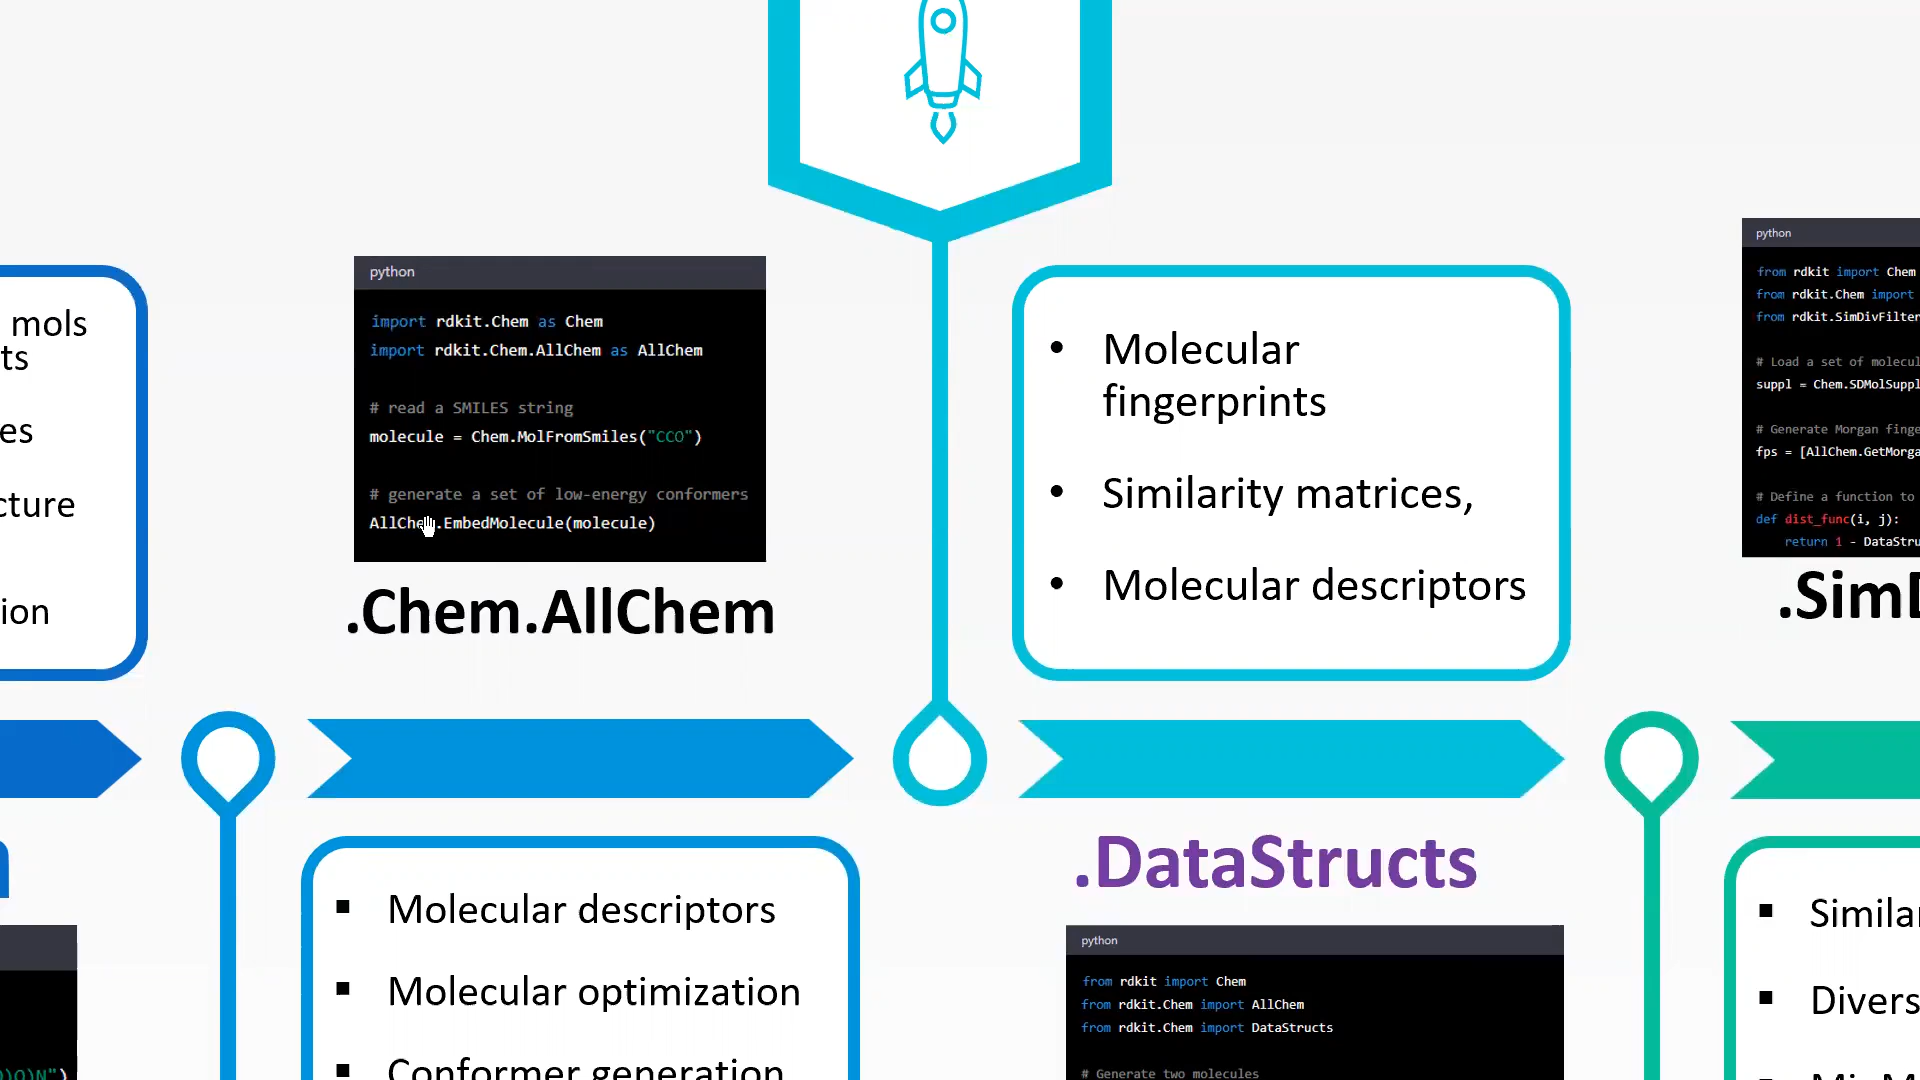 mols
ts
es
cture
ion
python
import rdkit.Chem as Chem
import rdkit.Chem.AllChem as AllChem
# read a SMILES string
molecule = Chem.MolFromSmiles("CCO")
# generate a set of low-energy conformers
AllChem.EmbedMolecule(molecule)
.Chem.AllChem
• Molecular
fingerprints
• Similarity matrices,
• Molecular descriptors
python
from rdkit import Chem
from rdkit.Chem import
from rdkit.SimDivFilter
# Load a set of molecul
suppl = Chem.SDMolSuppl
# Generate Morgan finge
fps = [AllChem.GetMorga
# Define a function to
def dist_func(i, j):
return 1 - DataStru
.Sim
▪ Molecular descriptors
▪ Molecular optimization
▪ Conformer generation
.DataStructs
python
from rdkit import Chem
from rdkit.Chem import AllChem
from rdkit.Chem import DataStructs
# Generate two molecules
▪ Similar
▪ Divers
)O)N")